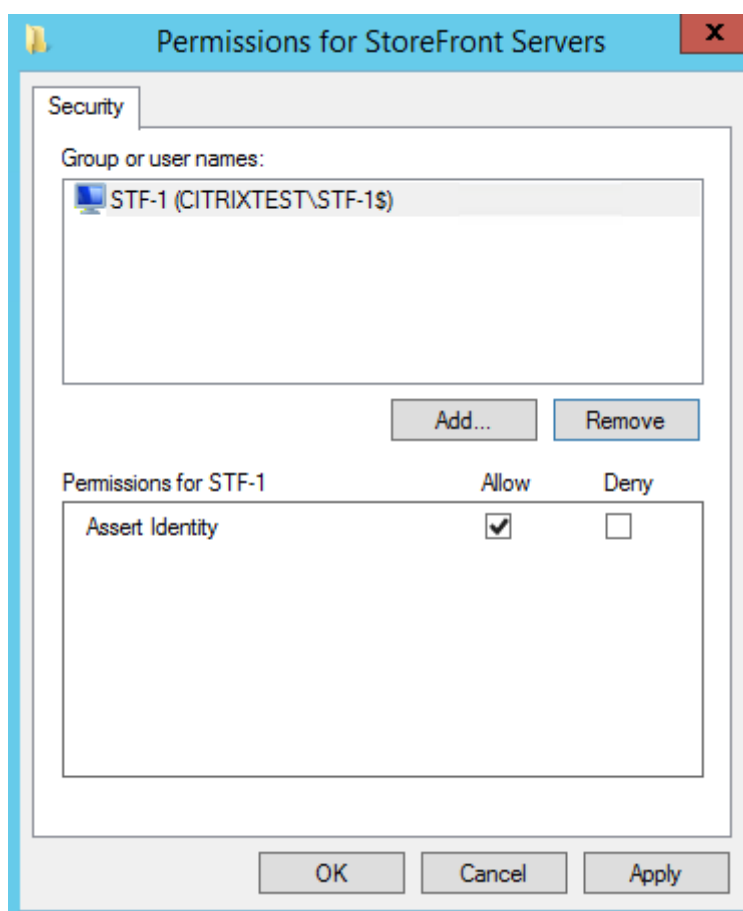 Permissions for StoreFront Servers
x
Security
Group or user names:
STF-1 (CITRIXTEST\STF-1$)
Add... Remove
Permissions for STF-1 Allow Deny
Assert Identity
OK Cancel Apply